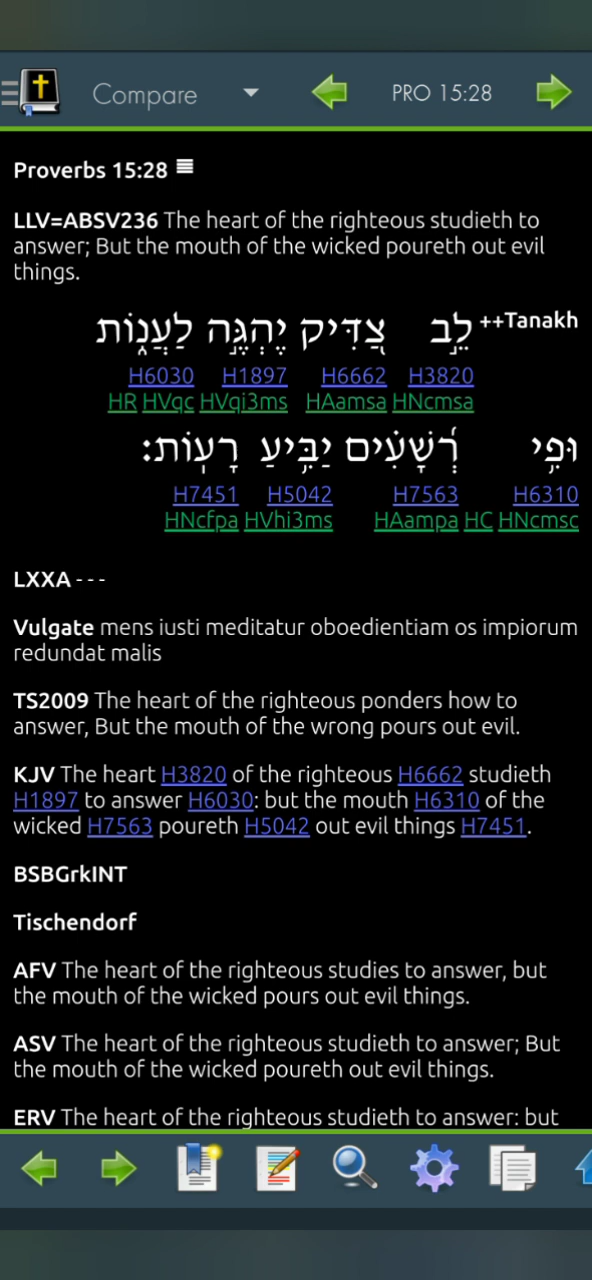 Compare
PRO 15:28
Proverbs 15:28
LLV=ABSV236 The heart of the righteous studieth to
answer; But the mouth of the wicked poureth out evil
things.
++Tanakh לֵ֣ב צַ֭דִּיק יֶהְגֶּ֣ה לַעֲנ֑וֹת
H3820 H6662 H1897 H6030
HNcmsa HAamsa HVqi3ms HVqc HR
וּפִ֥י רְ֝שָׁעִ֗ים יַבִּ֥יעַ רָעֽוֹת׃
H6310 H7563 H5042 H7451
HNcmsc HC HAampa HVhi3ms HNcfpa
LXXA - - -
Vulgate mens iusti meditatur oboedientiam os impiorum
redundat malis
TS2009 The heart of the righteous ponders how to
answer, But the mouth of the wrong pours out evil.
KJV The heart H3820 of the righteous H6662 studieth
H1897 to answer H6030: but the mouth H6310 of the
wicked H7563 poureth H5042 out evil things H7451.
BSBGrkINT
Tischendorf
AFV The heart of the righteous studies to answer, but
the mouth of the wicked pours out evil things.
ASV The heart of the righteous studieth to answer; But
the mouth of the wicked poureth out evil things.
ERV The heart of the righteous studieth to answer: but